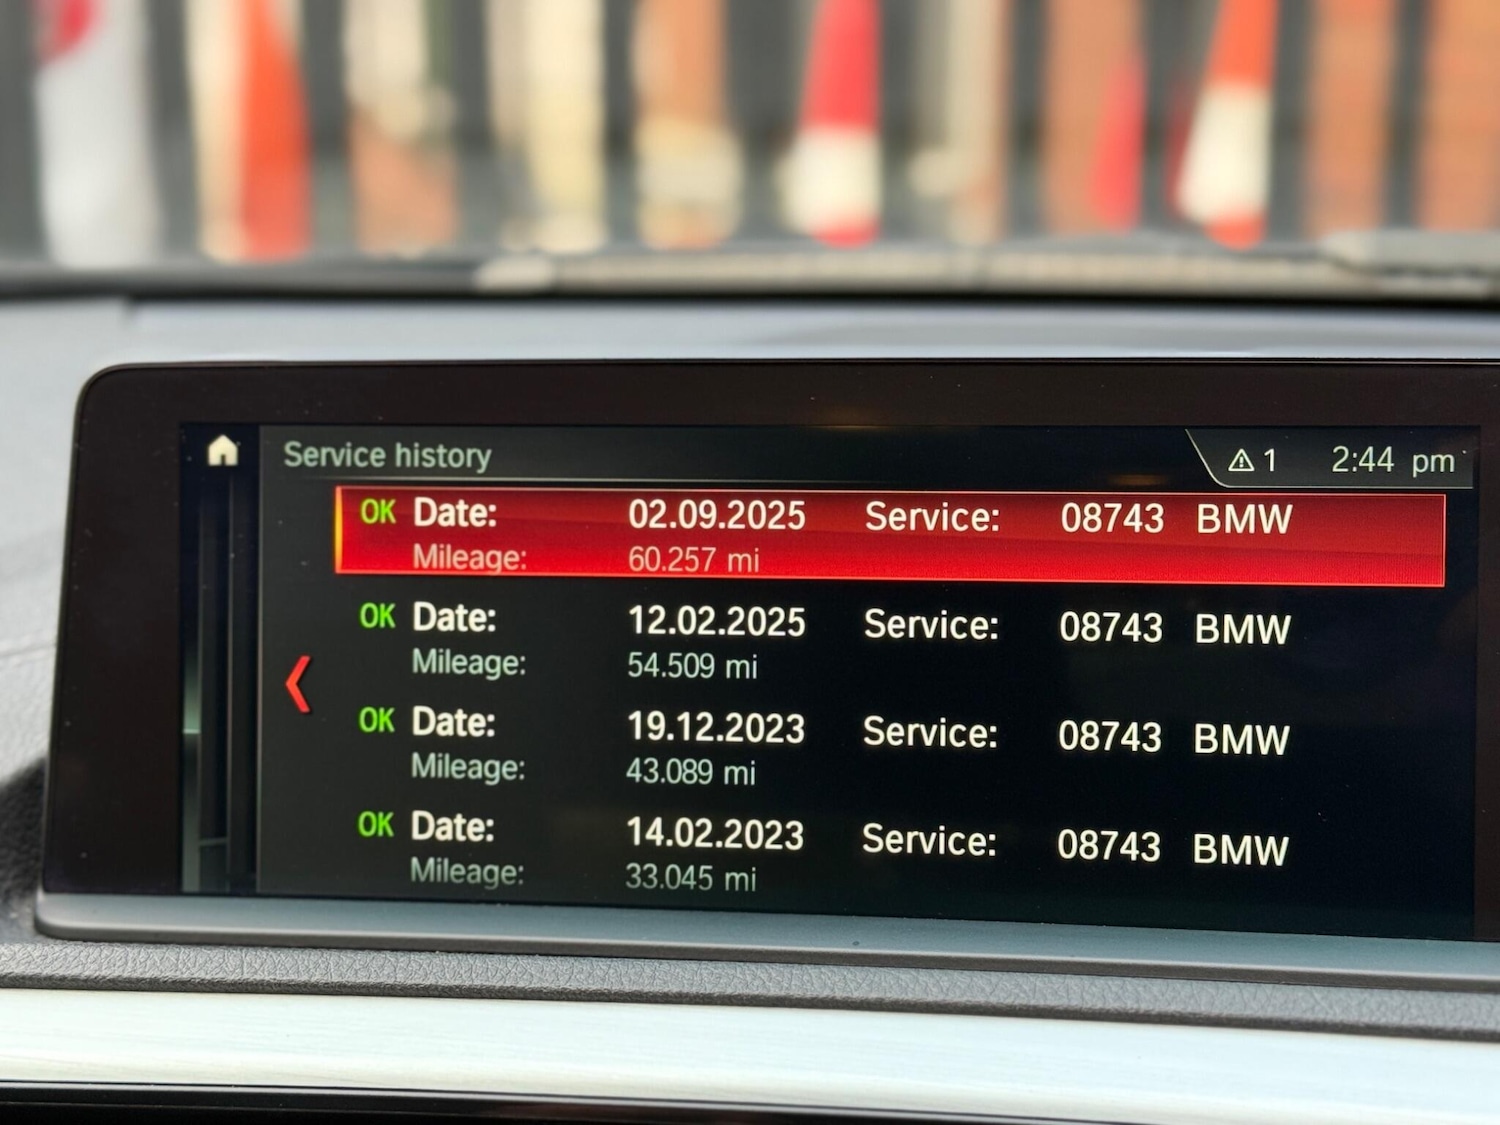 Service history
1 2:44 pm
OK Date: 02.09.2025 Service: 08743 BMW
Mileage: 60.257 mi
OK Date: 12.02.2025 Service: 08743 BMW
Mileage: 54.509 mi
OK Date: 19.12.2023 Service: 08743 BMW
Mileage: 43.089 mi
OK Date: 14.02.2023 Service: 08743 BMW
Mileage: 33.045 mi